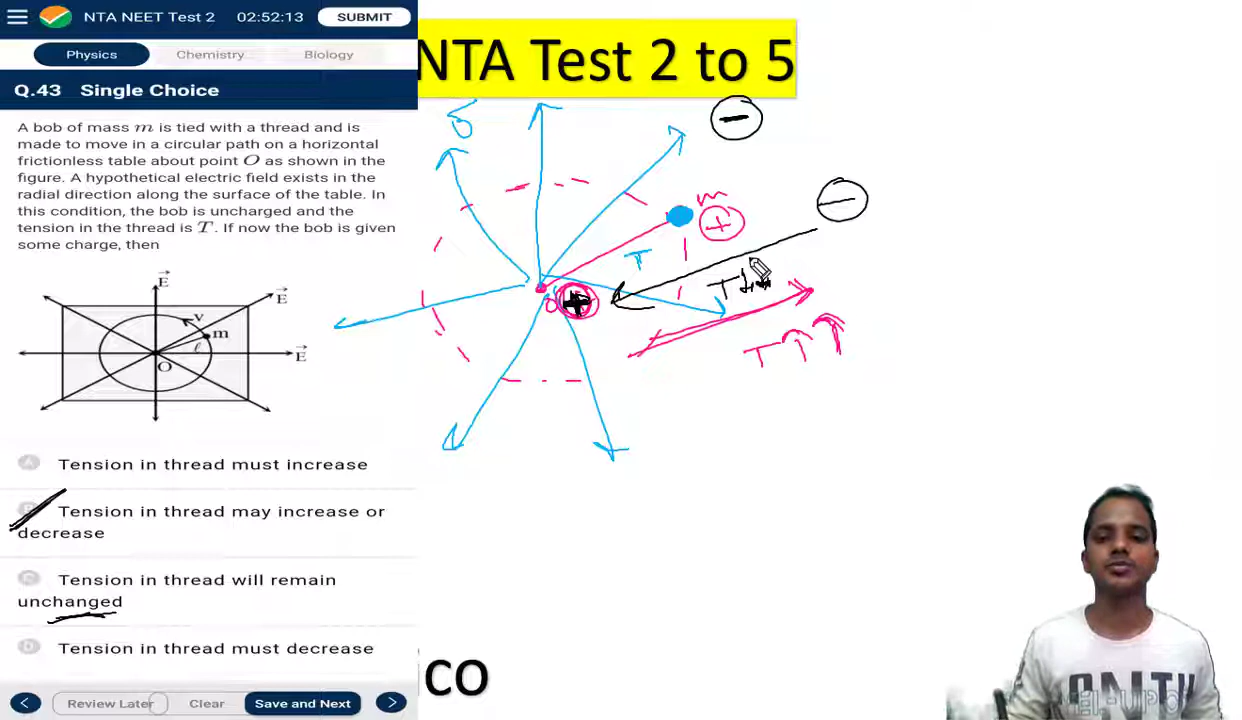 NTA NEET Test 2 02:52:13 SUBMIT
Physics Chemistry Biology
Q.43 Single Choice
A bob of mass m is tied with a thread and is
made to move in a circular path on a horizontal
frictionless table about point O as shown in the
figure. A hypothetical electric field exists in the
radial direction along the surface of the table. In
this condition, the bob is uncharged and the
tension in the thread is T. If now the bob is given
some charge, then
E
E
v
m
ℓ
O
E
A Tension in thread must increase
Tension in thread may increase or
decrease
C Tension in thread will remain
unchanged
D Tension in thread must decrease
Review Later Clear Save and Next
NTA Test 2 to 5
m
+
T
O
+
T
T
co